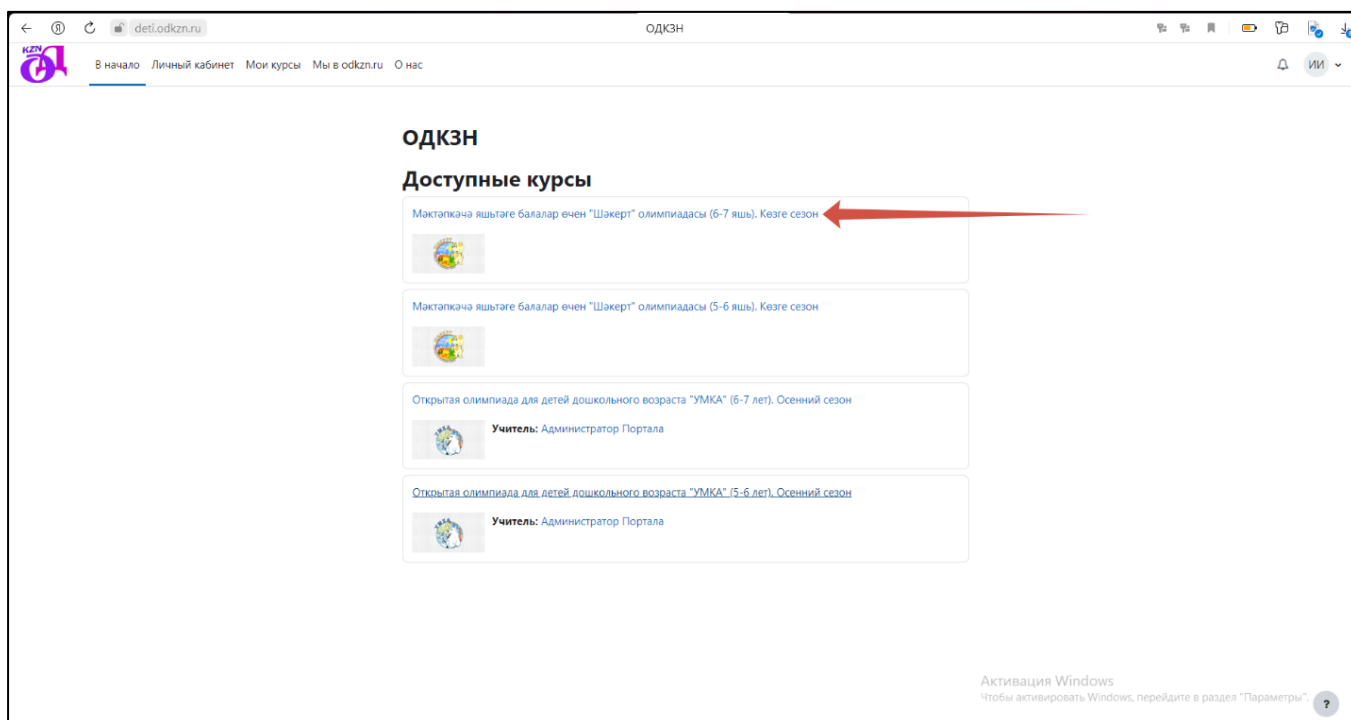 deti.odkzn.ru
ОДКЗН
KZN
В начало Личный кабинет Мои курсы Мы в odkzn.ru О нас
ИИ
ОДКЗН
Доступные курсы
Мәктәпкәчә яшьтәге балалар өчен "Шәкерт" олимпиадасы (6-7 яшь). Көзге сезон
Мәктәпкәчә яшьтәге балалар өчен "Шәкерт" олимпиадасы (5-6 яшь). Көзге сезон
Открытая олимпиада для детей дошкольного возраста "УМКА" (6-7 лет). Осенний сезон
Учитель: Администратор Портала
Открытая олимпиада для детей дошкольного возраста "УМКА" (5-6 лет). Осенний сезон
Учитель: Администратор Портала
Активация Windows
Чтобы активировать Windows, перейдите в раздел "Параметры".
?